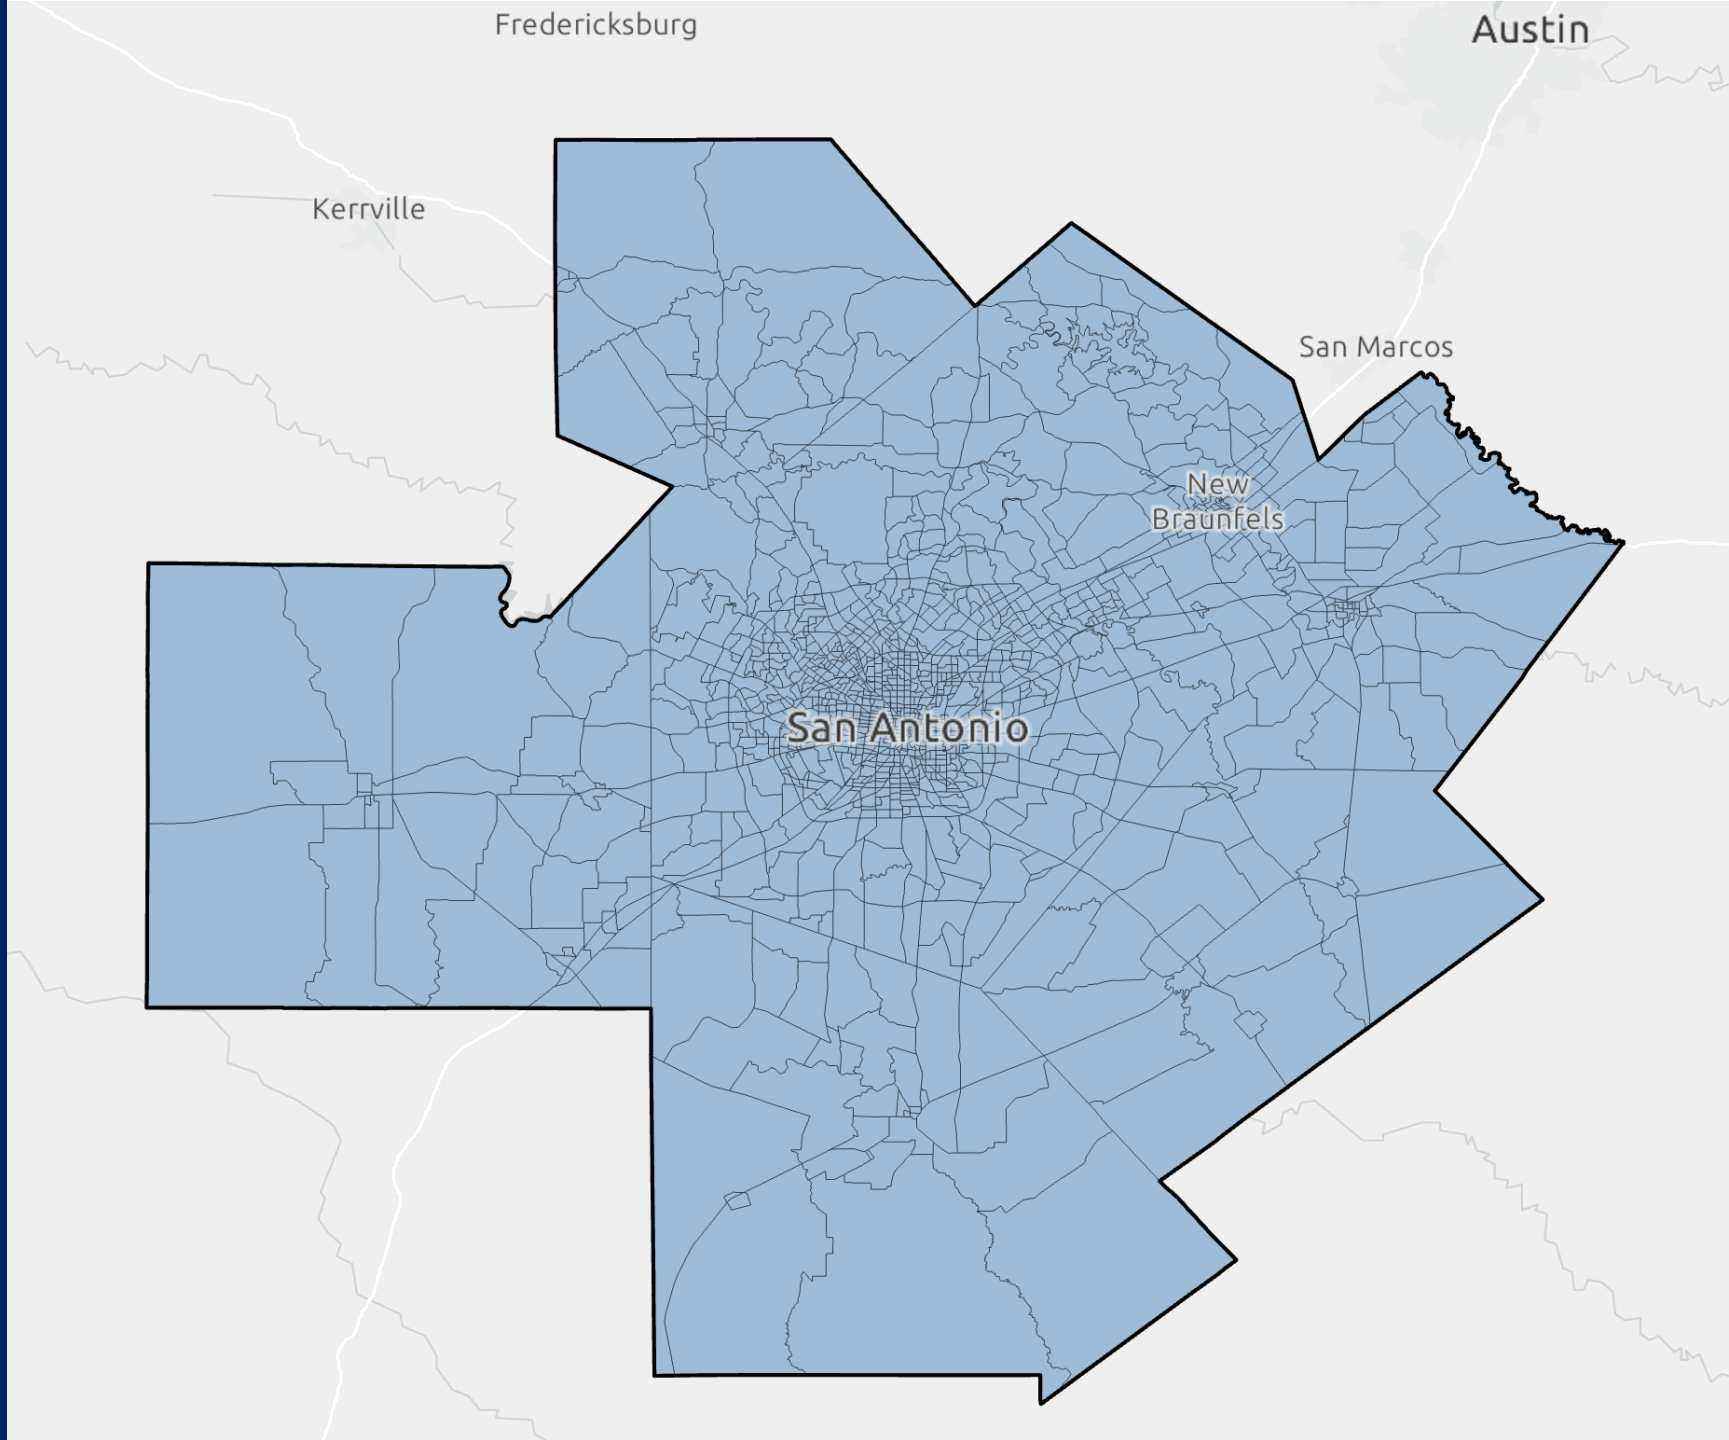 Fredericksburg
Austin
Kerrville
San Marcos
New
Braunfels
San Antonio